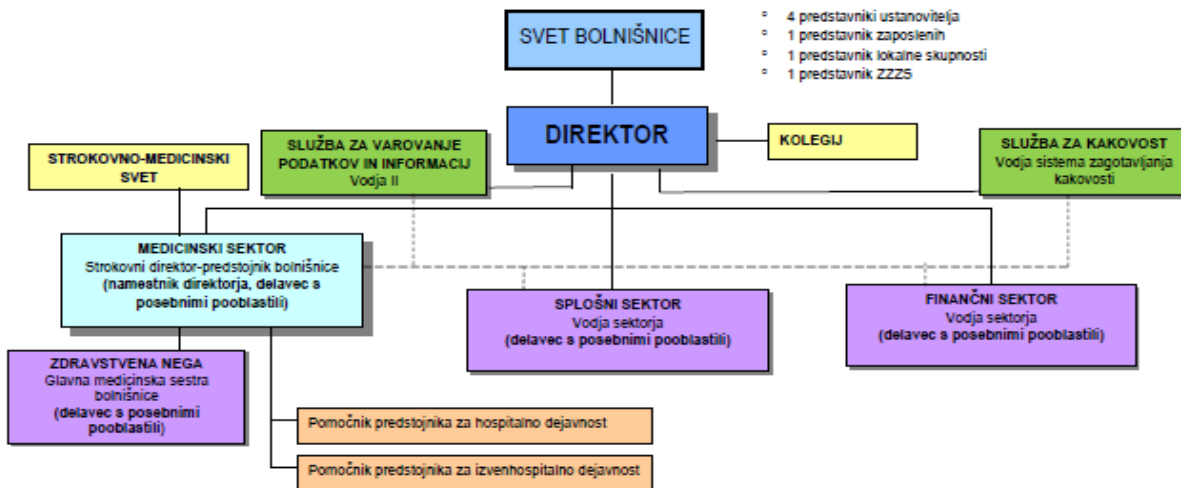 SVET BOLNIŠNICE
° 4 predstavniki ustanovitelja
° 1 predstavnik zaposlenih
° 1 predstavnik lokalne skupnosti
° 1 predstavnik ZZZS
DIREKTOR
KOLEGIJ
SLUŽBA ZA VAROVANJE
PODATKOV IN INFORMACIJ
Vodja II
SLUŽBA ZA KAKOVOST
Vodja sistema zagotavljanja
kakovosti
STROKOVNO-MEDICINSKI
SVET
MEDICINSKI SEKTOR
Strokovni direktor-predstojnik bolnišnice
(namestnik direktorja, delavec s
posebnimi pooblastili)
SPLOŠNI SEKTOR
Vodja sektorja
(delavec s posebnimi pooblastili)
FINANČNI SEKTOR
Vodja sektorja
(delavec s posebnimi pooblastili)
ZDRAVSTVENA NEGA
Glavna medicinska sestra
bolnišnice
(delavec s posebnimi
pooblastili)
Pomočnik predstojnika za hospitalno dejavnost
Pomočnik predstojnika za izvenhospitalno dejavnost